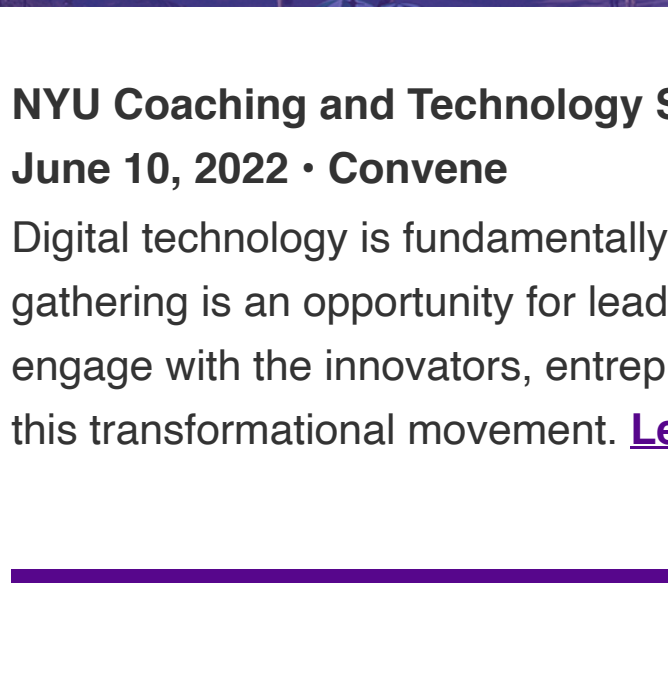 NYU Coaching and Technology
June 10, 2022 • Convene
Digital technology is fundamentally
gathering is an opportunity for lead
engage with the innovators, entrep
this transformational movement. Le